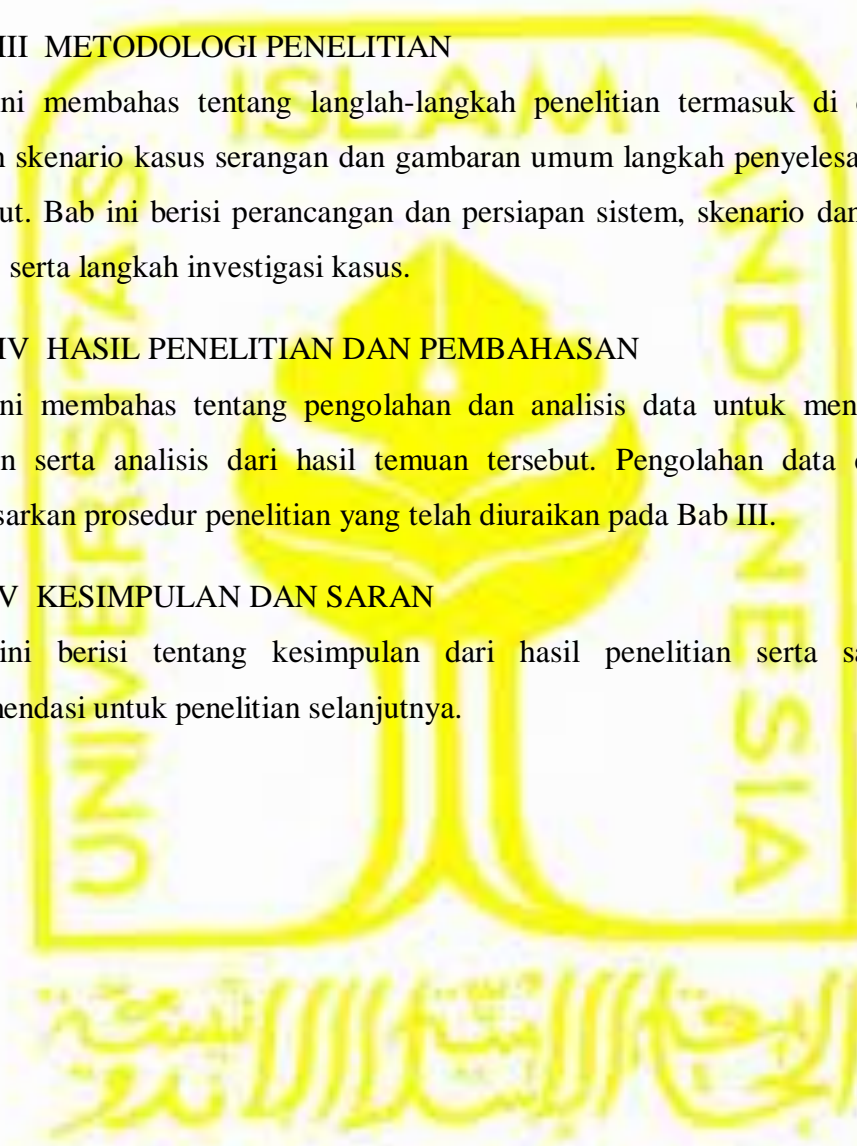 III METODOLOGI PENELITIAN
ni membahas tentang langlah-langkah penelitian termasuk di
n skenario kasus serangan dan gambaran umum langkah penyelesa
ut. Bab ini berisi perancangan dan persiapan sistem, skenario dan
serta langkah investigasi kasus.
IV HASIL PENELITIAN DAN PEMBAHASAN
ni membahas tentang pengolahan dan analisis data untuk men
n serta analisis dari hasil temuan tersebut. Pengolahan data
sarkan prosedur penelitian yang telah diuraikan pada Bab III.
V KESIMPULAN DAN SARAN
ini berisi tentang kesimpulan dari hasil penelitian serta sa
nendasi untuk penelitian selanjutnya.
UNIVERSITAS
ISLAM
INDONESIA